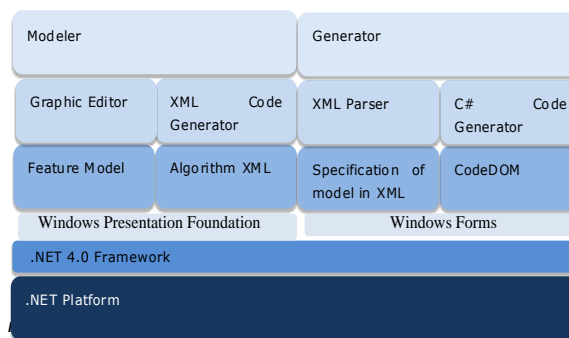 Modeler
Generator
Graphic Editor
XML Code
Generator
XML Parser
C# Code
Generator
Feature Model
Algorithm XML
Specification of
model in XML
CodeDOM
Windows Presentation Foundation
Windows Forms
.NET 4.0 Framework
.NET Platform